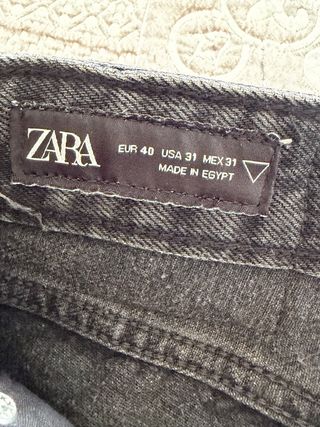 ZARA
EUR 40 USA 31 MEX 31
MADE IN EGYPT